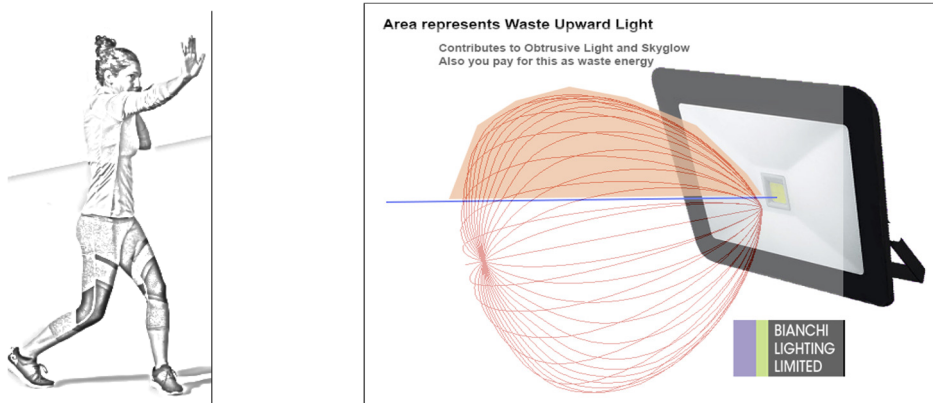 Area represents Waste Upward Light
Contributes to Obtrusive Light and Skyglow
Also you pay for this as waste energy
BIANCHI
LIGHTING
LIMITED